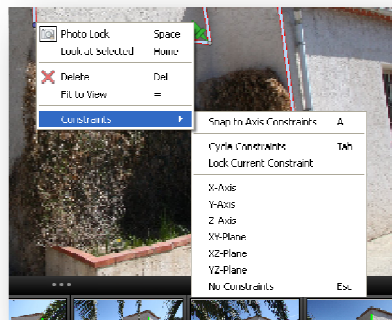 Photo Lock Space
Look at Selected Home
Delete Del
Fit to View =
Constraints
Snap to Axis Constraints A
Cycle Constraints Tab
Lock Current Constraint
X-Axis
Y-Axis
Z-Axis
XY-Plane
XZ-Plane
YZ-Plane
No Constraints Esc